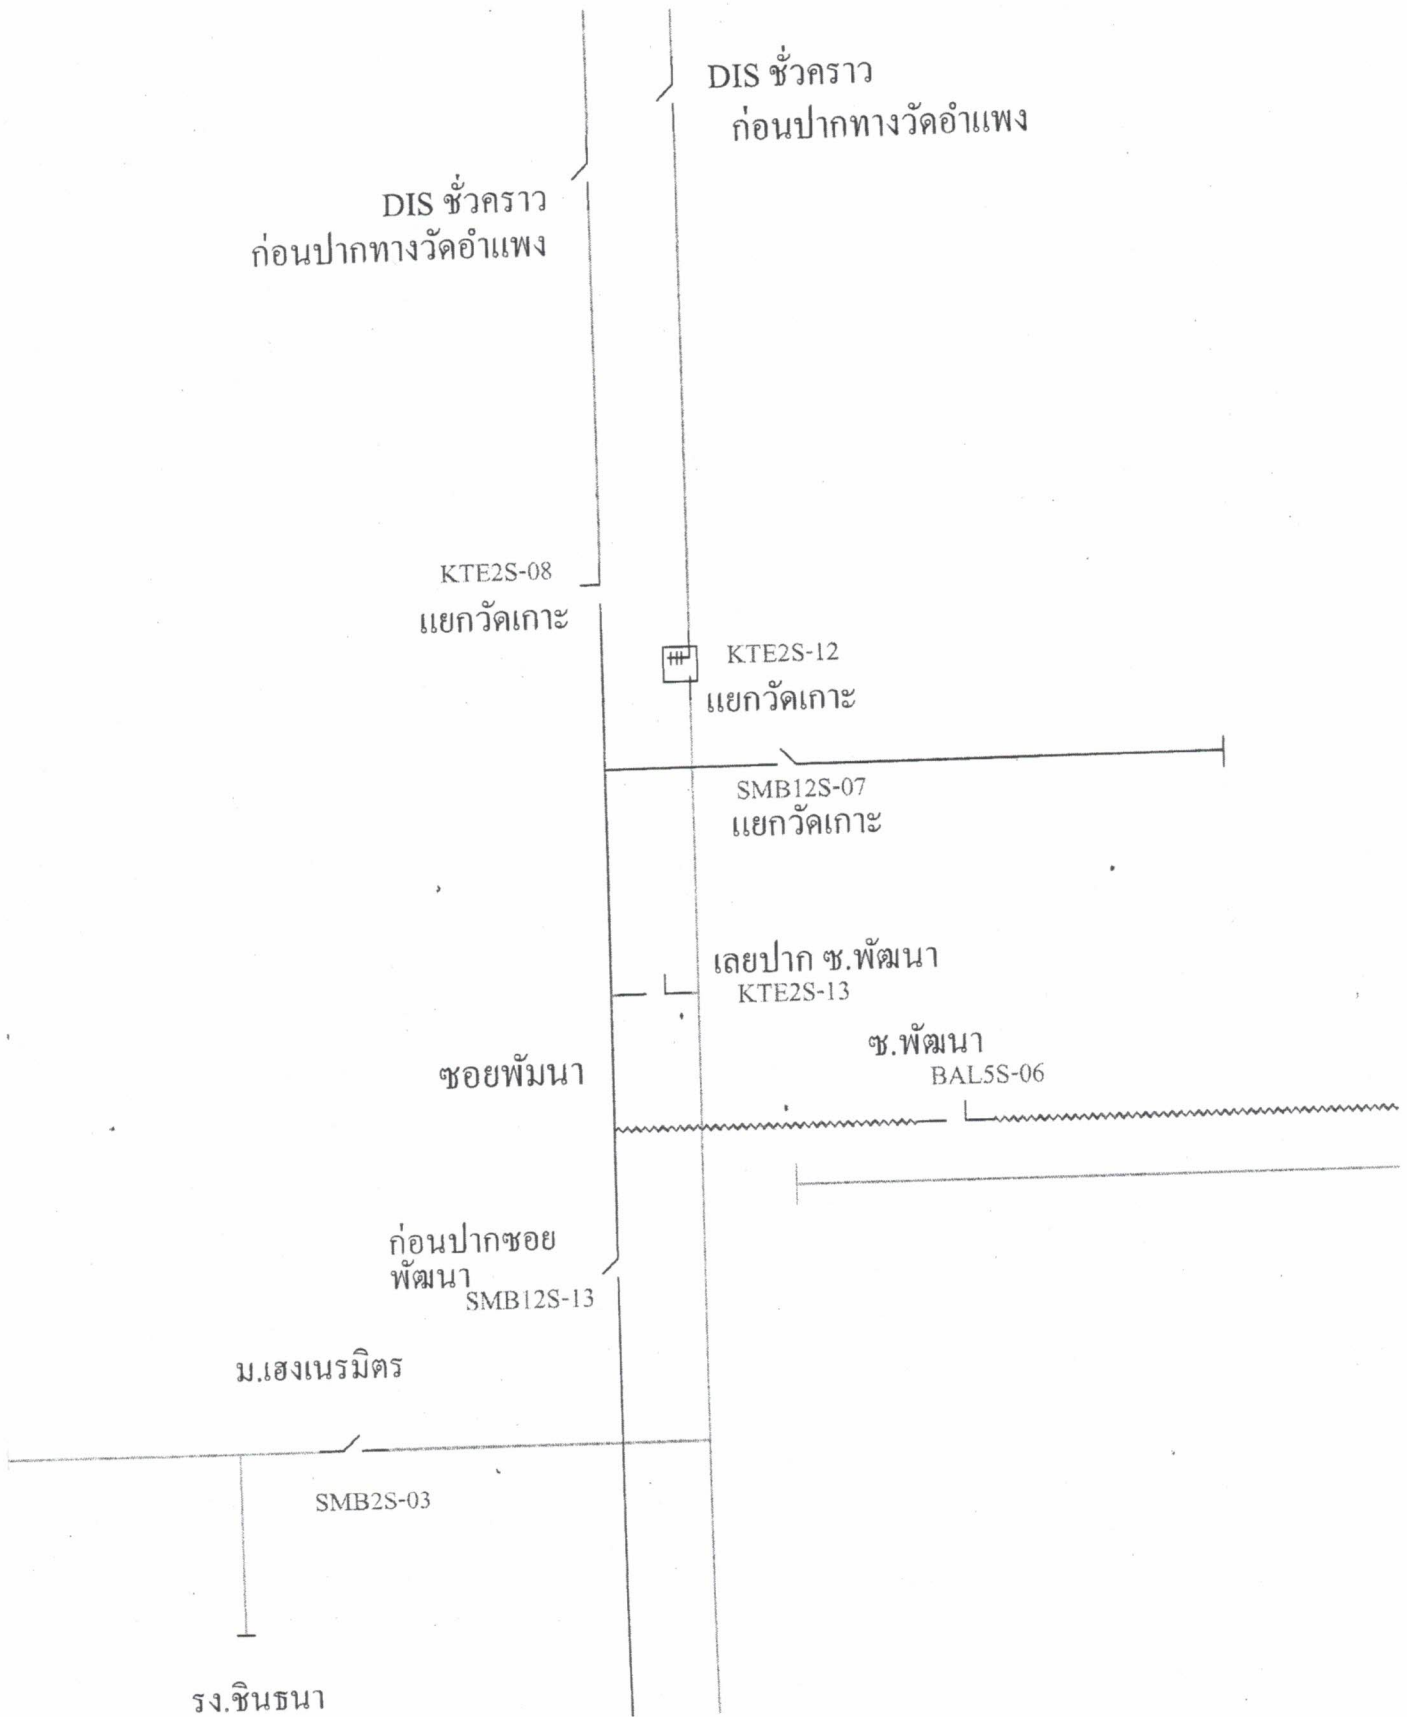 DIS ชั่วคราว
ก่อนปากทางวัดอำแพง
DIS ชั่วคราว
ก่อนปากทางวัดอำแพง
KTE2S-08
แยกวัดเกาะ
KTE2S-12
แยกวัดเกาะ
SMB12S-07
แยกวัดเกาะ
เลยปาก ซ.พัฒนา
KTE2S-13
ซ.พัฒนา
BAL5S-06
ซอยพัมนา
ก่อนปากซอย
พัฒนา
SMB12S-13
ม.เฮงเนรมิตร
SMB2S-03
รง.ชินธนา